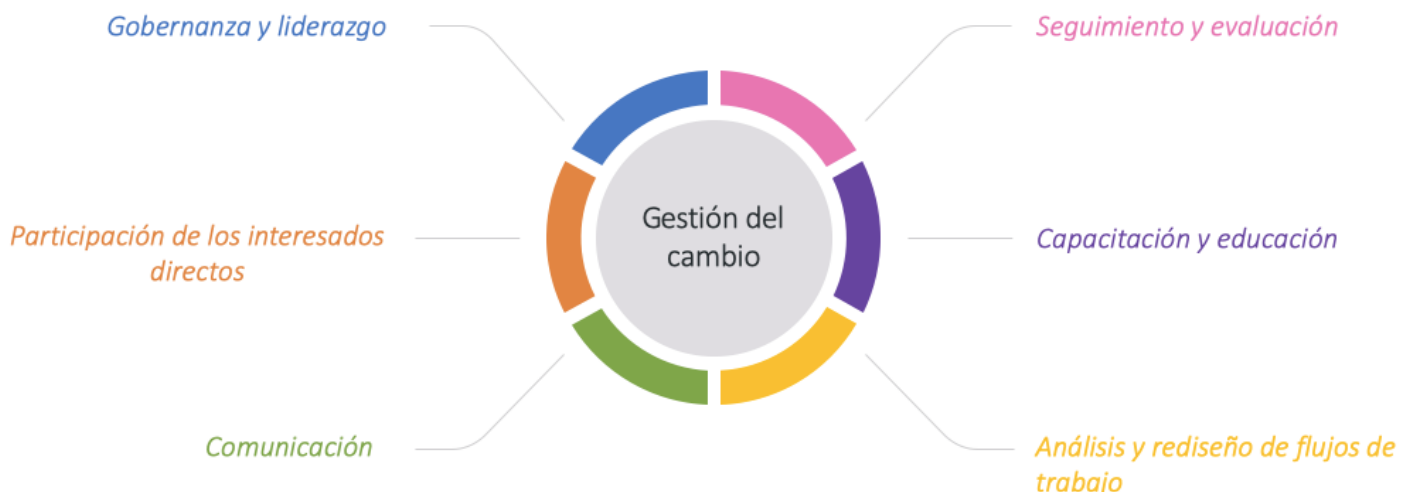 Gobernanza y liderazgo
Seguimiento y evaluación
Gestión del
cambio
Participación de los interesados
directos
Capacitación y educación
Comunicación
Análisis y rediseño de flujos de
trabajo